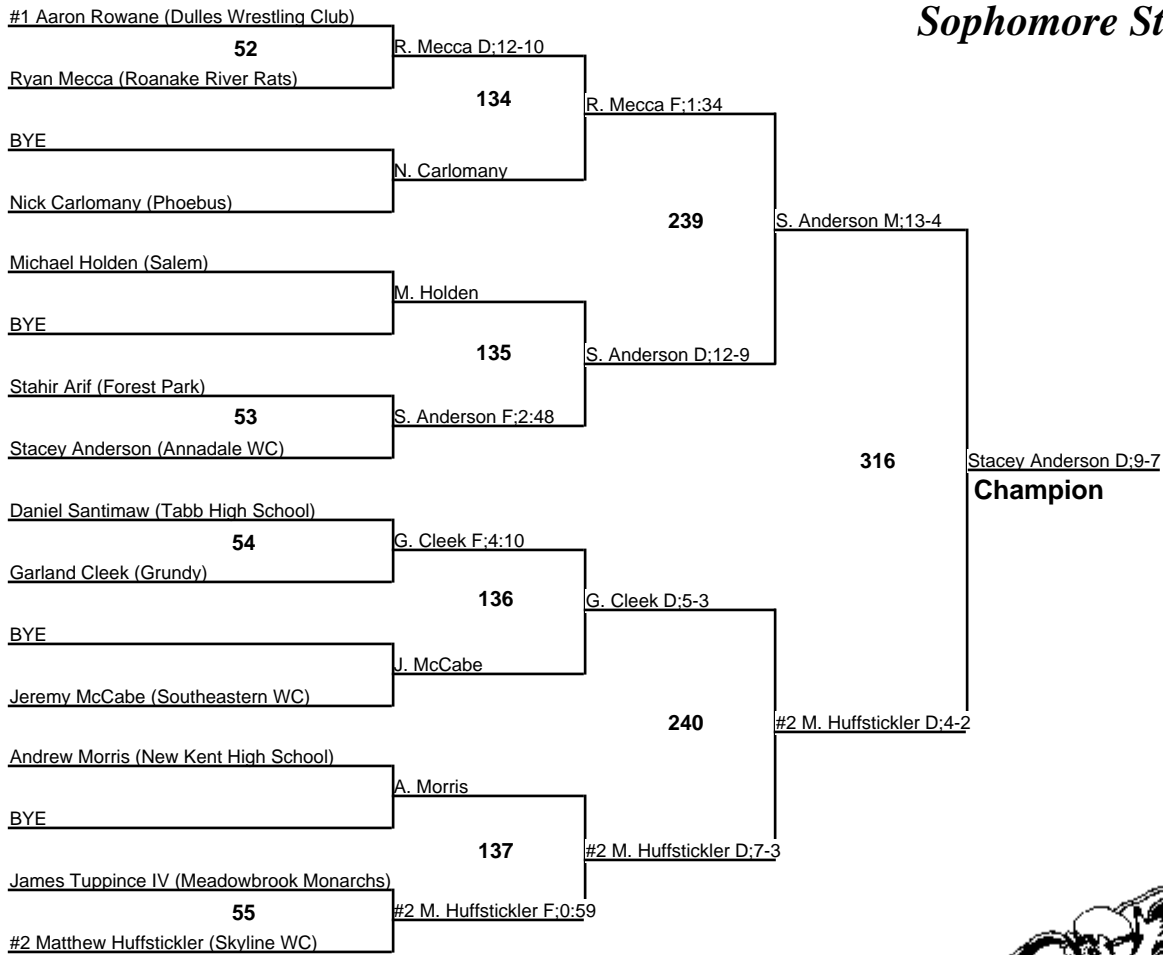 Sophomore St
#1 Aaron Rowane (Dulles Wrestling Club)
52
R. Mecca D;12-10
Ryan Mecca (Roanake River Rats)
134
R. Mecca F;1:34
BYE
N. Carlomany
Nick Carlomany (Phoebus)
239
S. Anderson M;13-4
Michael Holden (Salem)
M. Holden
BYE
135
S. Anderson D;12-9
Stahir Arif (Forest Park)
53
S. Anderson F;2:48
Stacey Anderson (Annadale WC)
316
Stacey Anderson D;9-7
Champion
Daniel Santimaw (Tabb High School)
54
G. Cleek F;4:10
Garland Cleek (Grundy)
136
G. Cleek D;5-3
BYE
J. McCabe
Jeremy McCabe (Southeastern WC)
240
#2 M. Huffstickler D;4-2
Andrew Morris (New Kent High School)
A. Morris
BYE
137
#2 M. Huffstickler D;7-3
James Tuppince IV (Meadowbrook Monarchs)
55
#2 M. Huffstickler F;0:59
#2 Matthew Huffstickler (Skyline WC)